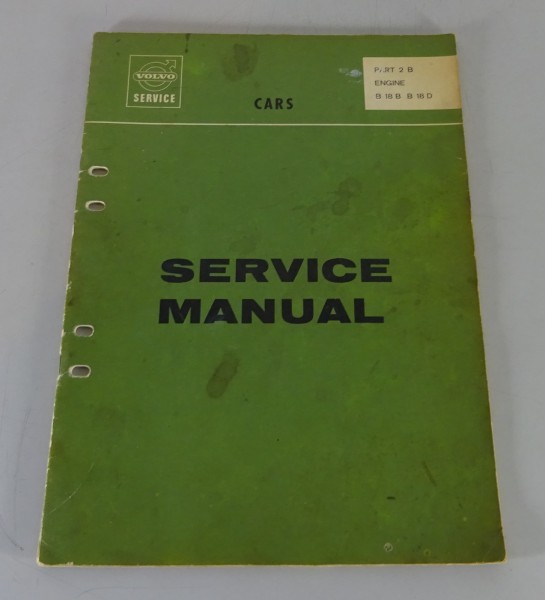 VOLVO
SERVICE
CARS
PART 2 B
ENGINE
B 18 B B 18 D
SERVICE
MANUAL